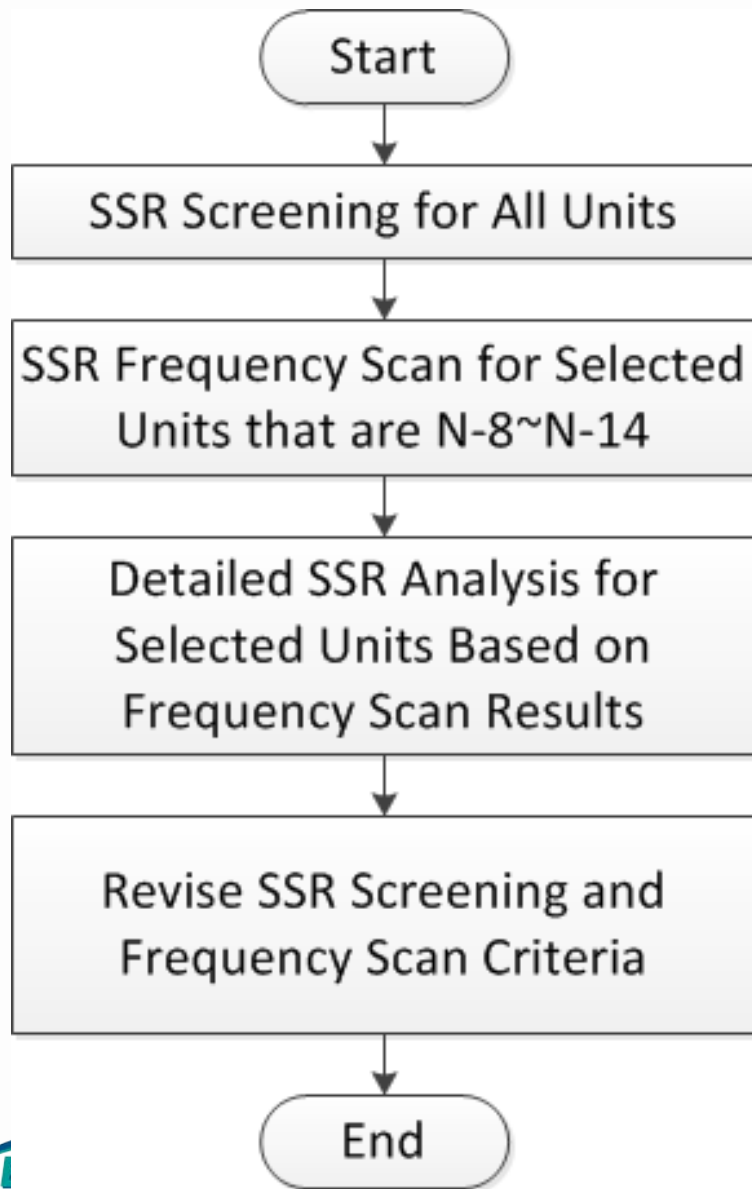 Start
SSR Screening for All Units
SSR Frequency Scan for Selected
Units that are N-8~N-14
Detailed SSR Analysis for
Selected Units Based on
Frequency Scan Results
Revise SSR Screening and
Frequency Scan Criteria
End